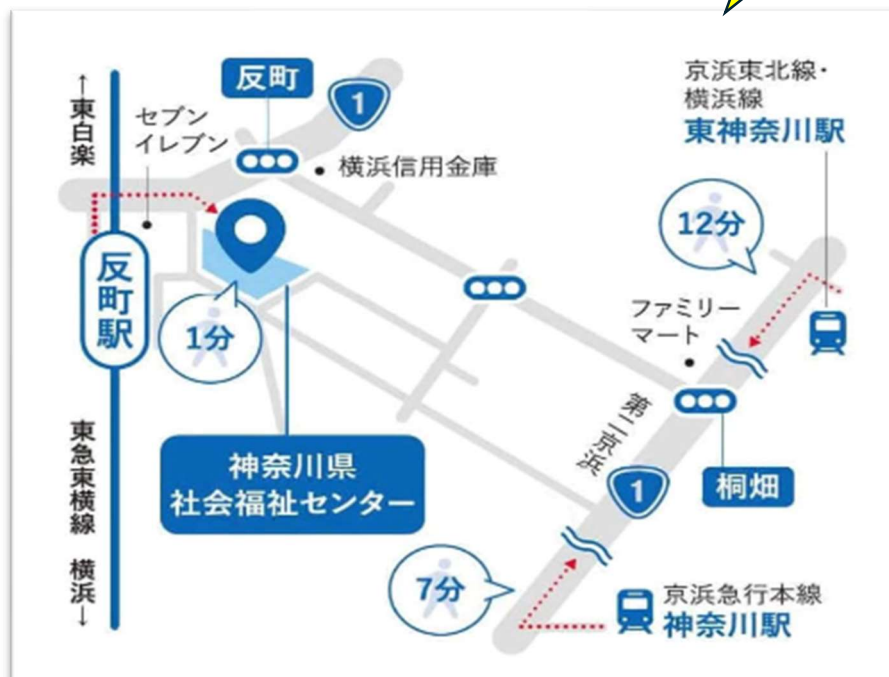 ↑東白楽
セブン
イレブン
反町
1
横浜信用金庫
京浜東北線・
横浜線
東神奈川駅
12分
反町駅
1分
ファミリー
マート
第二京浜
1
桐畑
神奈川県
社会福祉センター
東急東横線 横浜↓
7分
京浜急行本線
神奈川駅